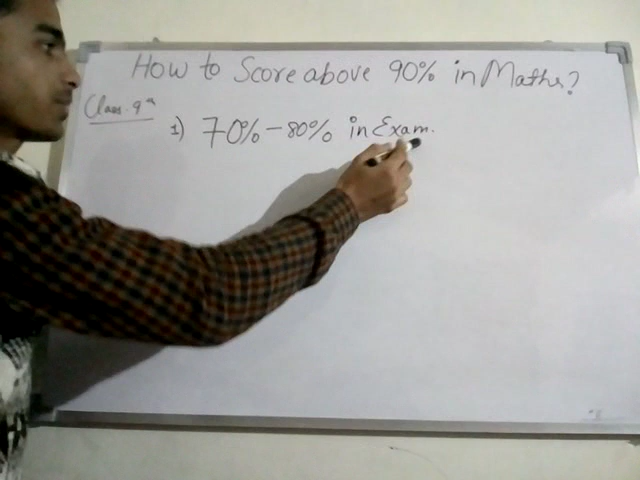 How to Score above 90% in Maths?
Class. 9th
1) 70% - 80% in Exam.